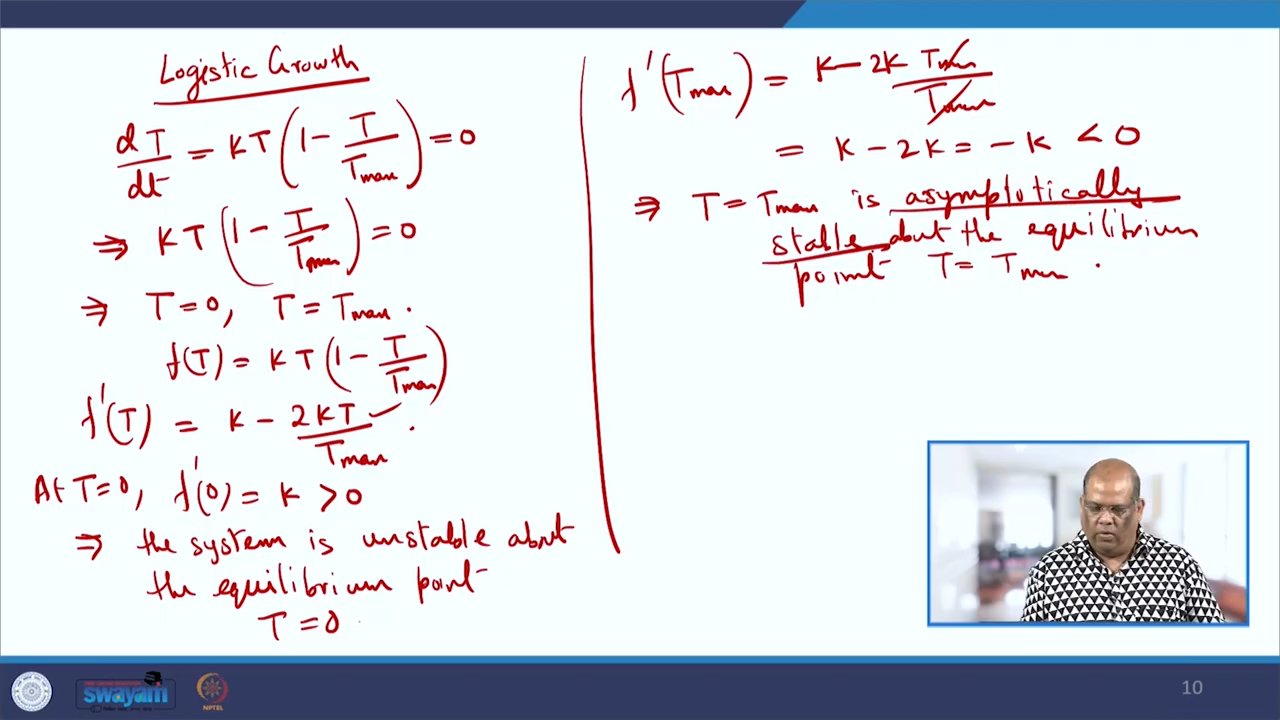 Logistic Growth
dT/dt = kT(1 - T/Tmax) = 0
⇒ kT(1 - T/Tmax) = 0
⇒ T = 0, T = Tmax.
f(T) = kT(1 - T/Tmax)
f'(T) = k - 2kT/Tmax.
At T=0, f'(0) = k > 0
⇒ the system is unstable about
the equilibrium point
T = 0
f'(Tmax) = k - 2k Tmax/Tmax
= k - 2k = -k < 0
⇒ T = Tmax is asymptotically
stable about the equilibrium
point T = Tmax.
swayam
NPTEL
10